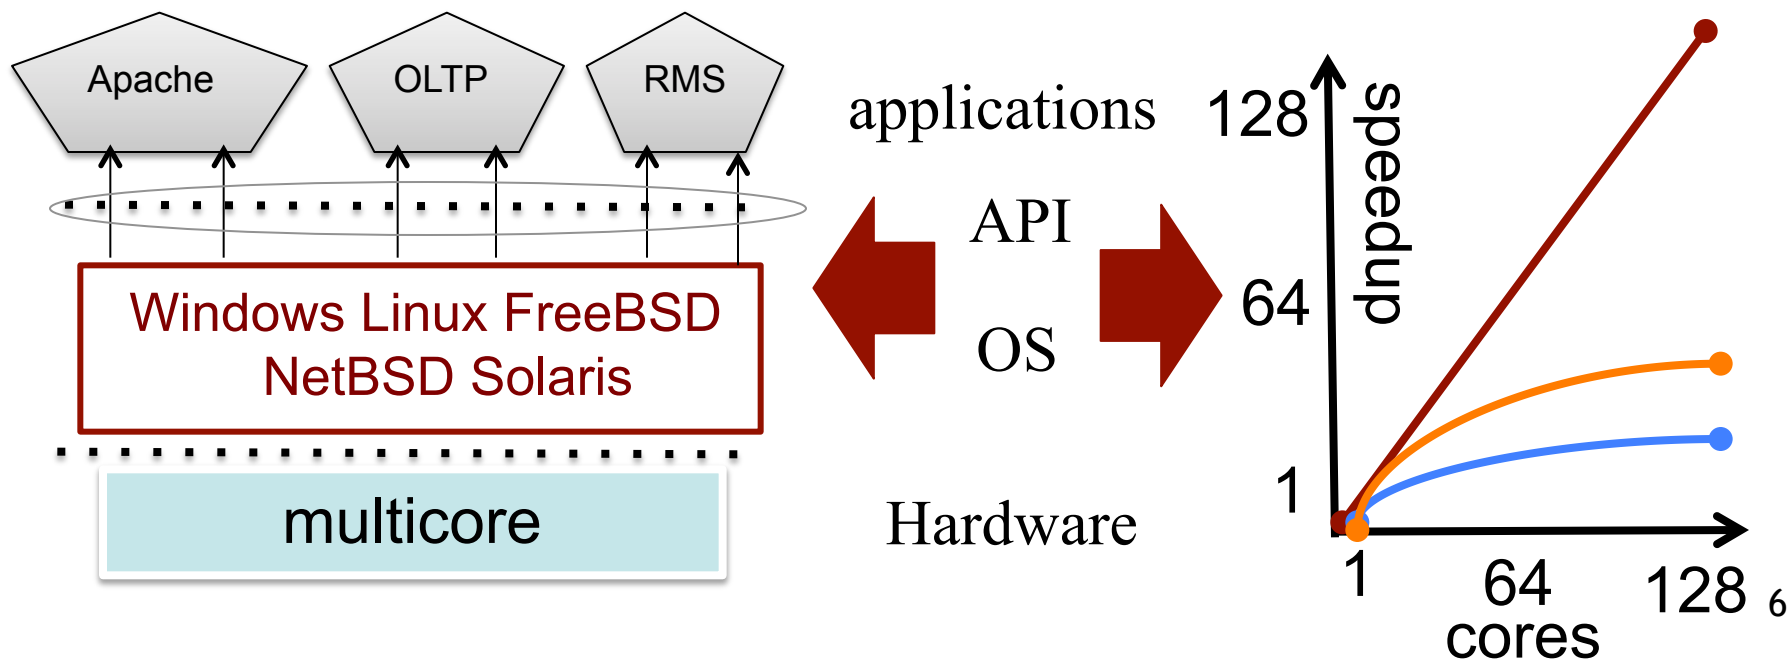 Apache
OLTP
RMS
Windows Linux FreeBSD
NetBSD Solaris
multicore
applications
API
OS
Hardware
128
64
1
speedup
1
64
128
cores
6